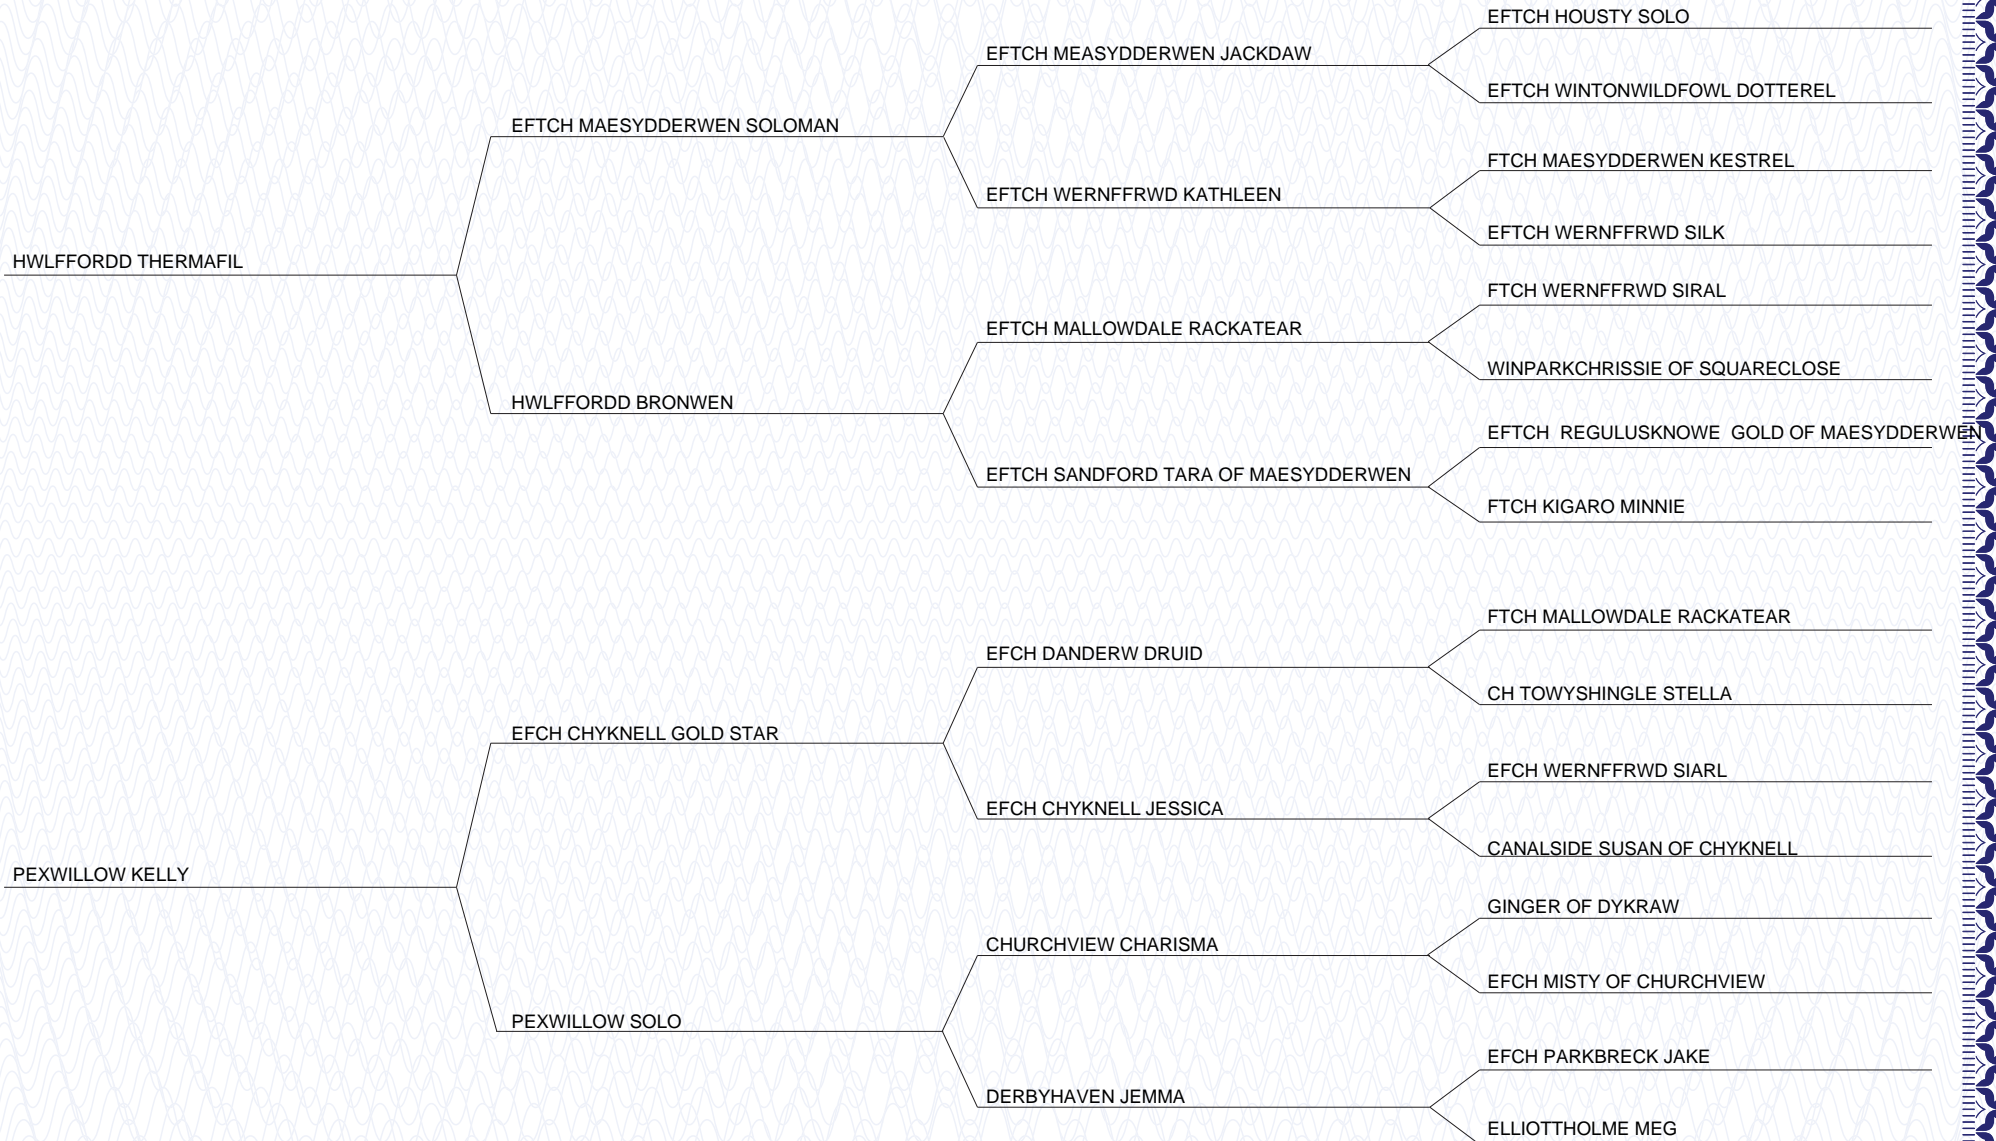 HWLFFORDD THERMAFIL
EFTCH MAESYDDERWEN SOLOMAN
EFTCH MEASYDDERWEN JACKDAW
EFTCH HOUSTY SOLO
EFTCH WINTONWILDFOWL DOTTEREL
EFTCH WERNFFRWD KATHLEEN
FTCH MAESYDDERWEN KESTREL
EFTCH WERNFFRWD SILK
HWLFFORDD BRONWEN
EFTCH MALLOWDALE RACKATEAR
FTCH WERNFFRWD SIRAL
WINPARKCHRISSIE OF SQUARECLOSE
EFTCH SANDFORD TARA OF MAESYDDERWEN
EFTCH  REGULUSKNOWE  GOLD OF MAESYDDERWEN
FTCH KIGARO MINNIE
PEXWILLOW KELLY
EFCH CHYKNELL GOLD STAR
EFCH DANDERW DRUID
FTCH MALLOWDALE RACKATEAR
CH TOWYSHINGLE STELLA
EFCH CHYKNELL JESSICA
EFCH WERNFFRWD SIARL
CANALSIDE SUSAN OF CHYKNELL
PEXWILLOW SOLO
CHURCHVIEW CHARISMA
GINGER OF DYKRAW
EFCH MISTY OF CHURCHVIEW
DERBYHAVEN JEMMA
EFCH PARKBRECK JAKE
ELLIOTTHOLME MEG